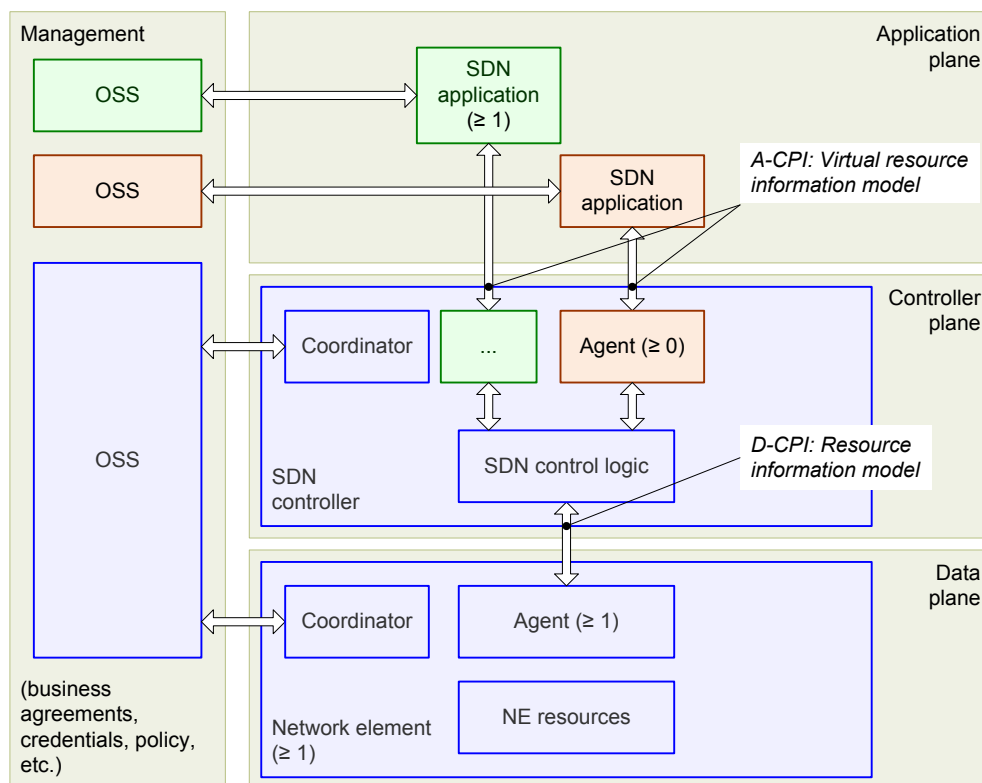 Management
Application
plane
OSS
SDN
application
(≥ 1)
A-CPI: Virtual resource
information model
OSS
SDN
application
Controller
plane
Coordinator
...
Agent (≥ 0)
OSS
SDN control logic
D-CPI: Resource
information model
SDN
controller
Data
plane
Coordinator
Agent (≥ 1)
NE resources
Network element
(≥ 1)
(business
agreements,
credentials, policy,
etc.)